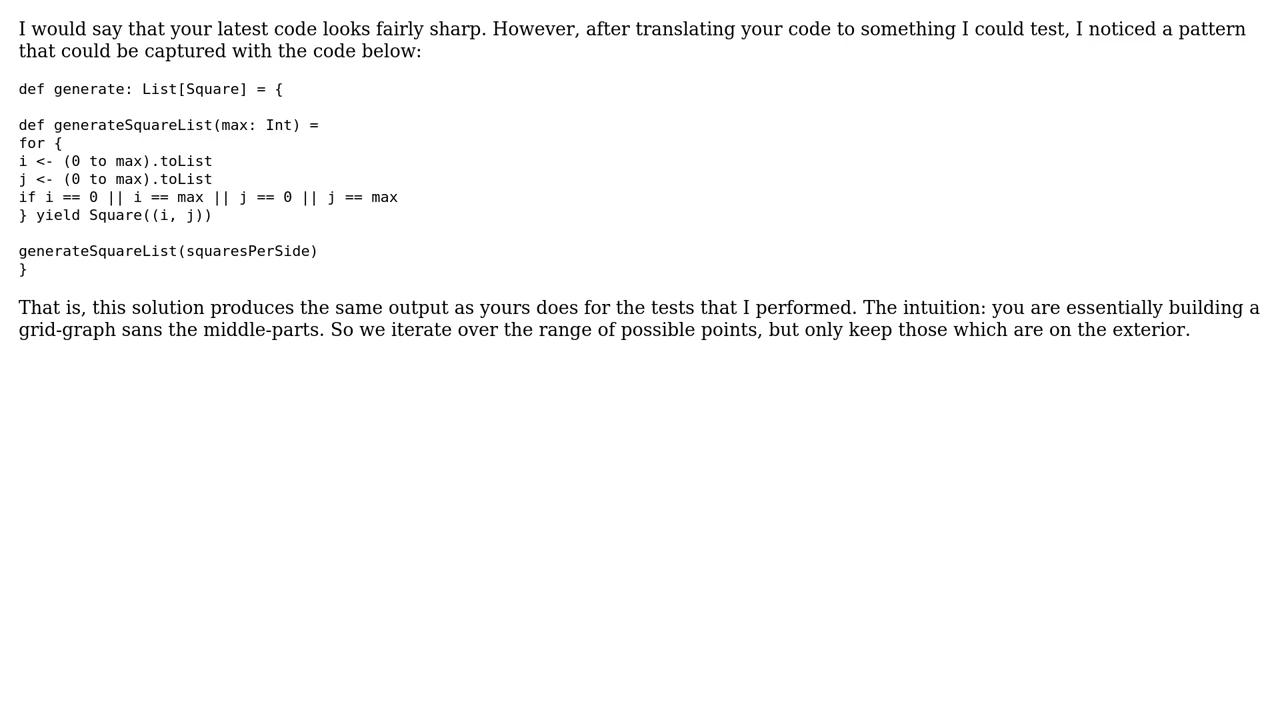 I would say that your latest code looks fairly sharp. However, after translating your code to something I could test, I noticed a pattern
that could be captured with the code below:
def generate: List[Square] = {
def generateSquareList(max: Int) =
for {
i <- (0 to max).toList
j <- (0 to max).toList
if i == 0 || i == max || j == 0 || j == max
} yield Square((i, j))
generateSquareList(squaresPerSide)
}
That is, this solution produces the same output as yours does for the tests that I performed. The intuition: you are essentially building a
grid-graph sans the middle-parts. So we iterate over the range of possible points, but only keep those which are on the exterior.